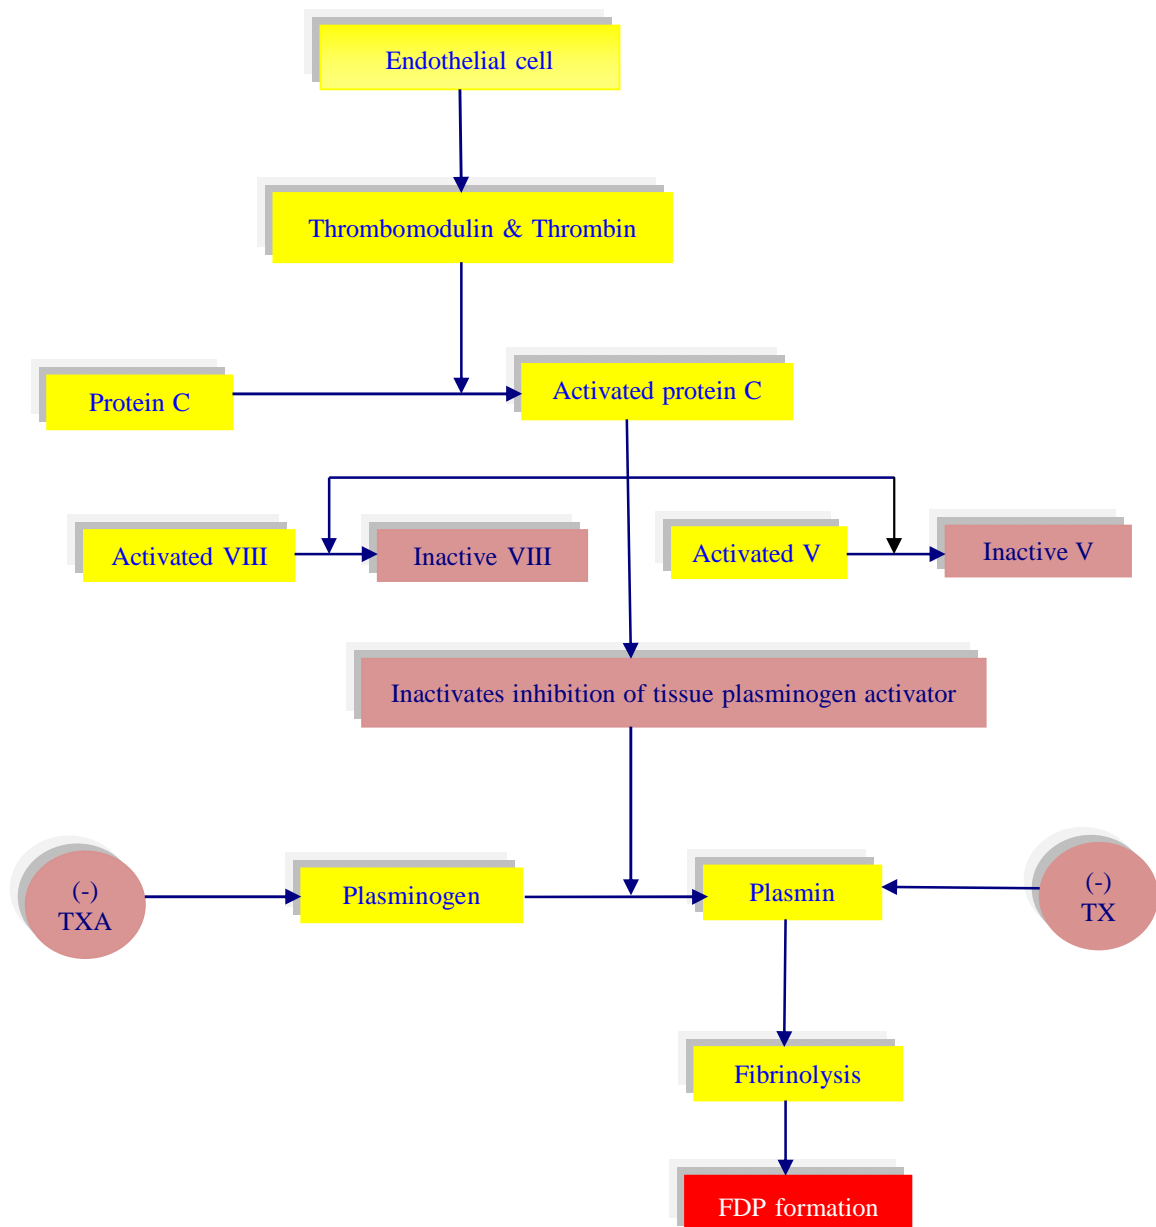 Endothelial cell
Thrombomodulin & Thrombin
Protein C
Activated protein C
Activated VIII
Inactive VIII
Activated V
Inactive V
Inactivates inhibition of tissue plasminogen activator
(-)
TXA
Plasminogen
Plasmin
(-)
TX
Fibrinolysis
FDP formation